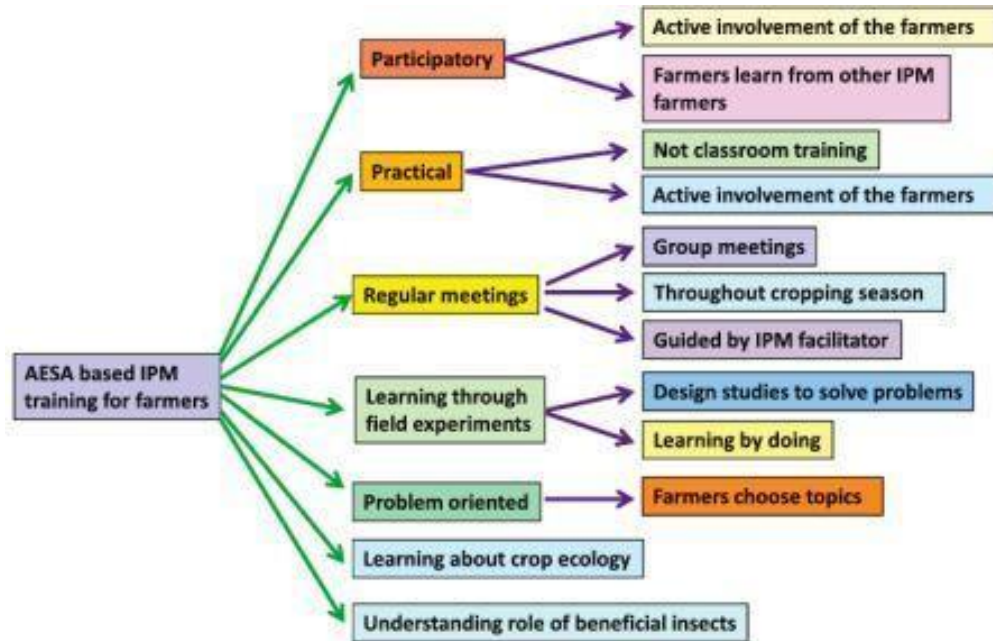 Active involvement of the farmers
Participatory
Farmers learn from other IPM
farmers
Not classroom training
Practical
Active involvement of the farmers
Group meetings
Regular meetings
Throughout cropping season
Guided by IPM facilitator
AESA based IPM
training for farmers
Learning through
field experiments
Design studies to solve problems
Learning by doing
Problem oriented
Farmers choose topics
Learning about crop ecology
Understanding role of beneficial insects